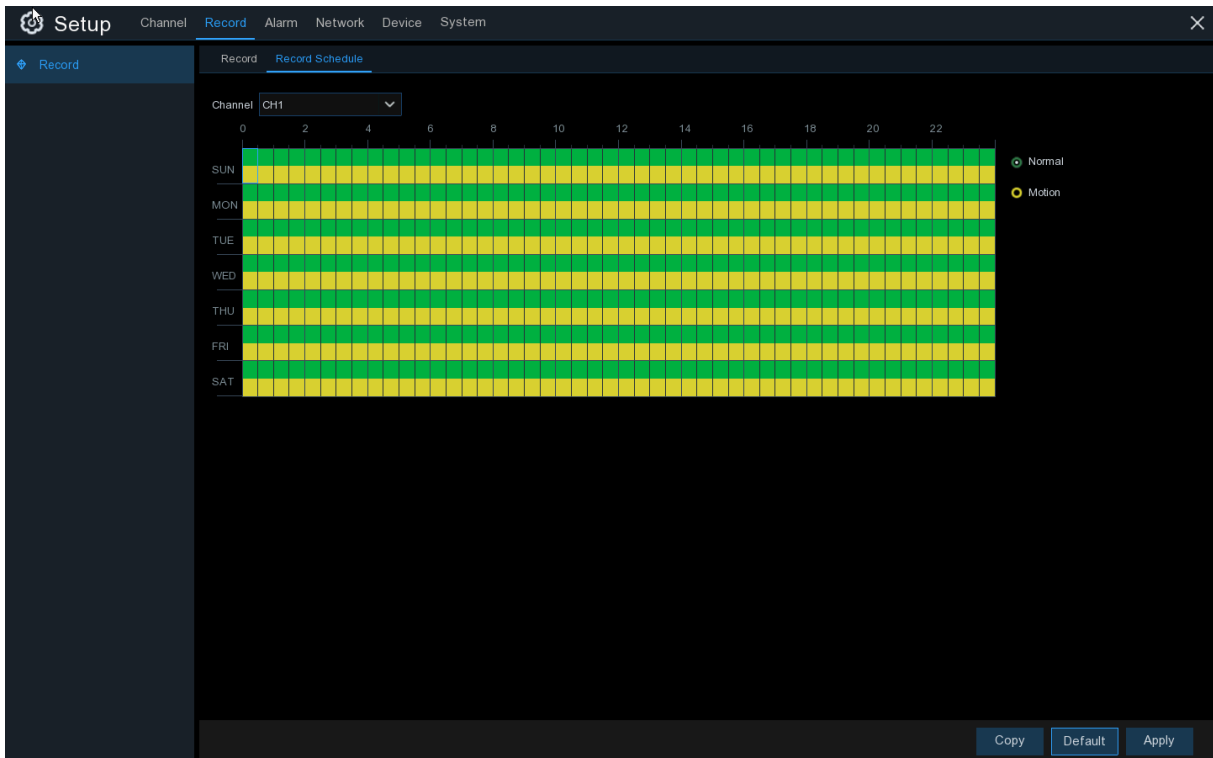 Setup Channel Record Alarm Network Device System
Record
Record Record Schedule
Channel CH1
0 2 4 6 8 10 12 14 16 18 20 22
SUN
Normal
MON
Motion
TUE
WED
THU
FRI
SAT
Copy Default Apply